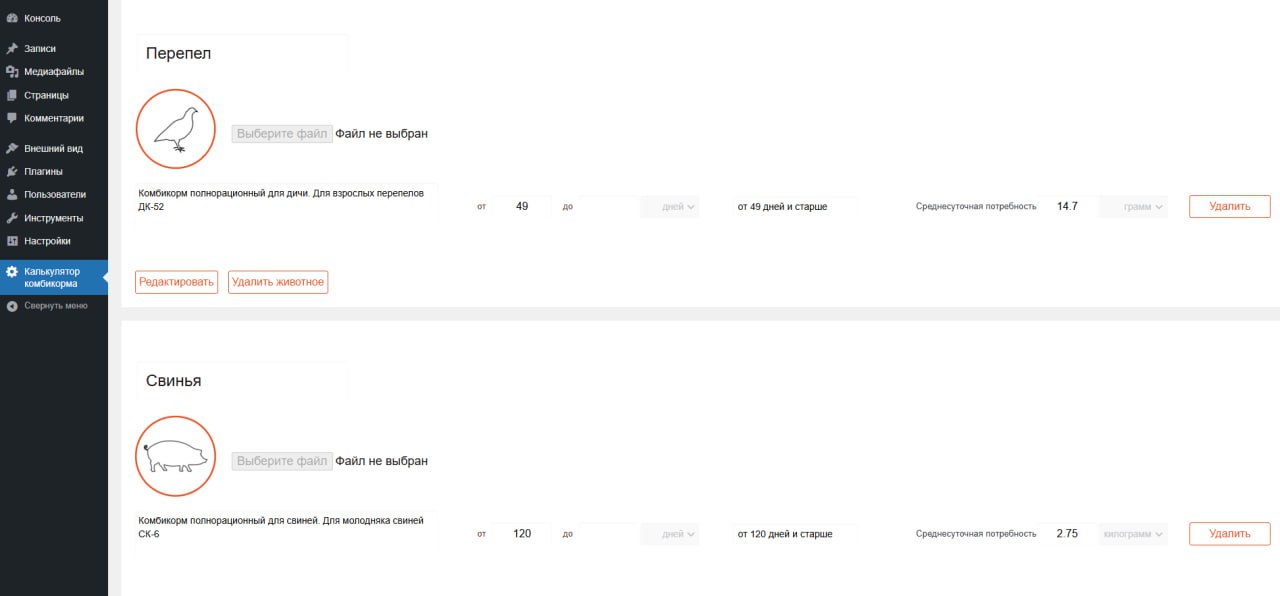 Консоль
Записи
Медиафайлы
Страницы
Комментарии
Внешний вид
Плагины
Пользователи
Инструменты
Настройки
Калькулятор
комбикорма
Свернуть меню
Перепел
Выберите файл Файл не выбран
Комбикорм полнорационный для дичи. Для взрослых перепелов
ДК-52
от 49 до дней от 49 дней и старше Среднесуточная потребность 14.7 грамм Удалить
Редактировать Удалить животное
Свинья
Выберите файл Файл не выбран
Комбикорм полнорационный для свиней. Для молодняка свиней
СК-6
от 120 до дней от 120 дней и старше Среднесуточная потребность 2.75 килограмм Удалить